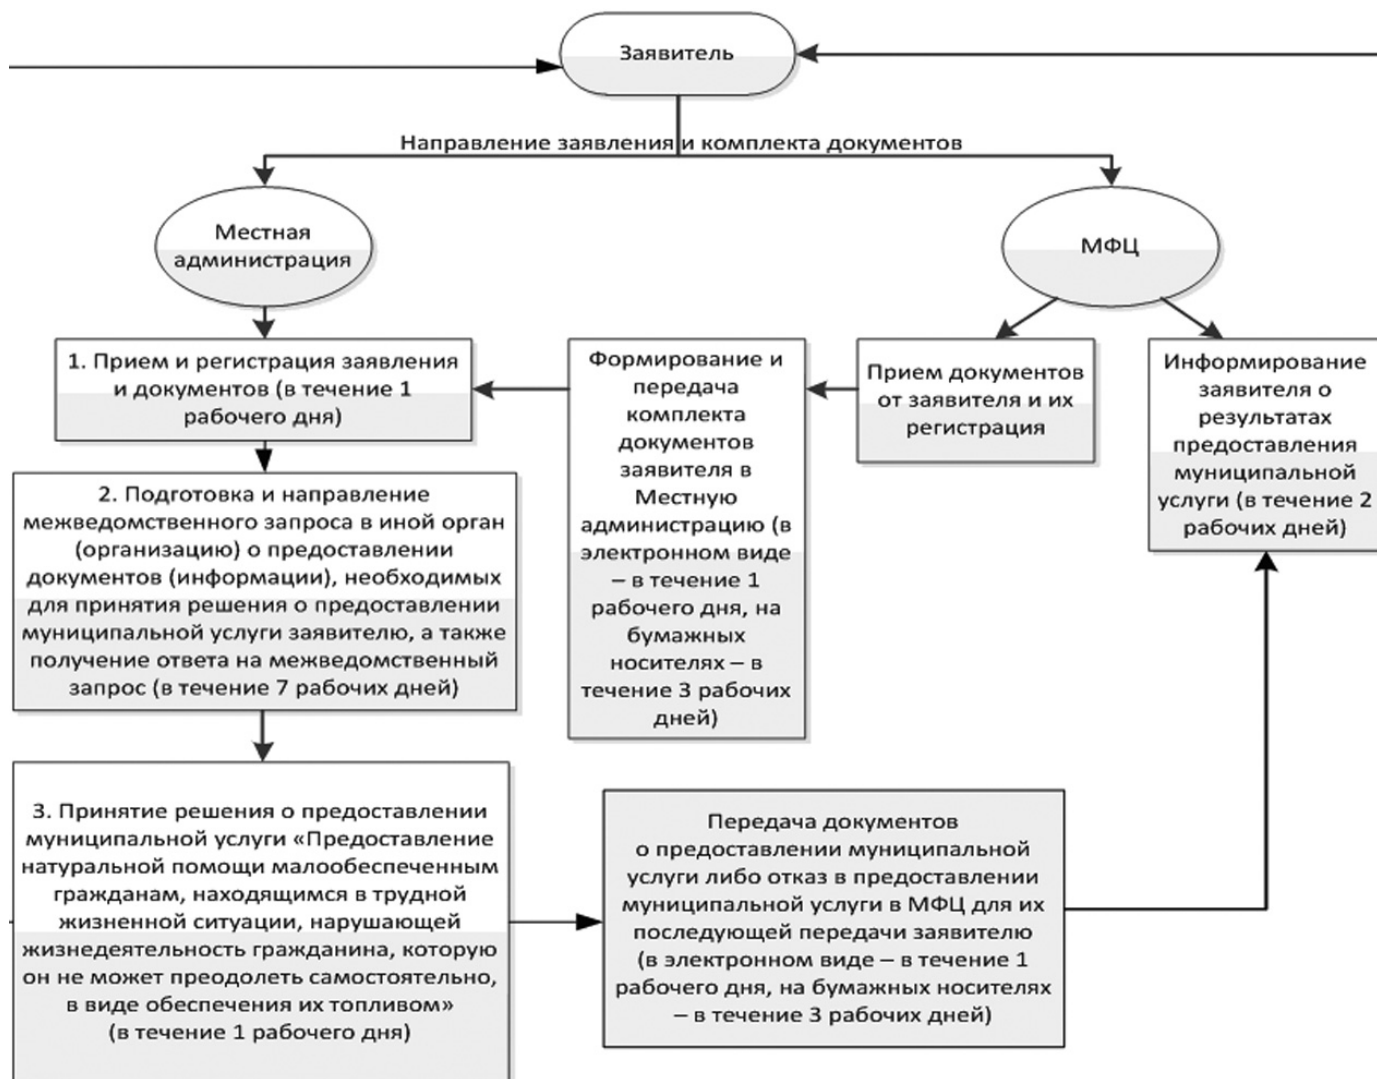 Заявитель
Направление заявления и комплекта документов
Местная
администрация
МФЦ
1. Прием и регистрация заявления
и документов (в течение 1
рабочего дня)
Формирование и
передача
комплекта
документов
заявителя в
Местную
администрацию (в
электронном виде
– в течение 1
рабочего дня, на
бумажных
носителях – в
течение 3 рабочих
дней)
Прием документов
от заявителя и их
регистрация
Информирование
заявителя о
результатах
предоставления
муниципальной
услуги (в течение 2
рабочих дней)
2. Подготовка и направление
межведомственного запроса в иной орган
(организацию) о предоставлении
документов (информации), необходимых
для принятия решения о предоставлении
муниципальной услуги заявителю, а также
получение ответа на межведомственный
запрос (в течение 7 рабочих дней)
3. Принятие решения о предоставлении
муниципальной услуги «Предоставление
натуральной помощи малообеспеченным
гражданам, находящимся в трудной
жизненной ситуации, нарушающей
жизнедеятельность гражданина, которую
он не может преодолеть самостоятельно,
в виде обеспечения их топливом»
(в течение 1 рабочего дня)
Передача документов
о предоставлении муниципальной
услуги либо отказ в предоставлении
муниципальной услуги в МФЦ для их
последующей передачи заявителю
(в электронном виде – в течение 1
рабочего дня, на бумажных носителях
– в течение 3 рабочих дней)